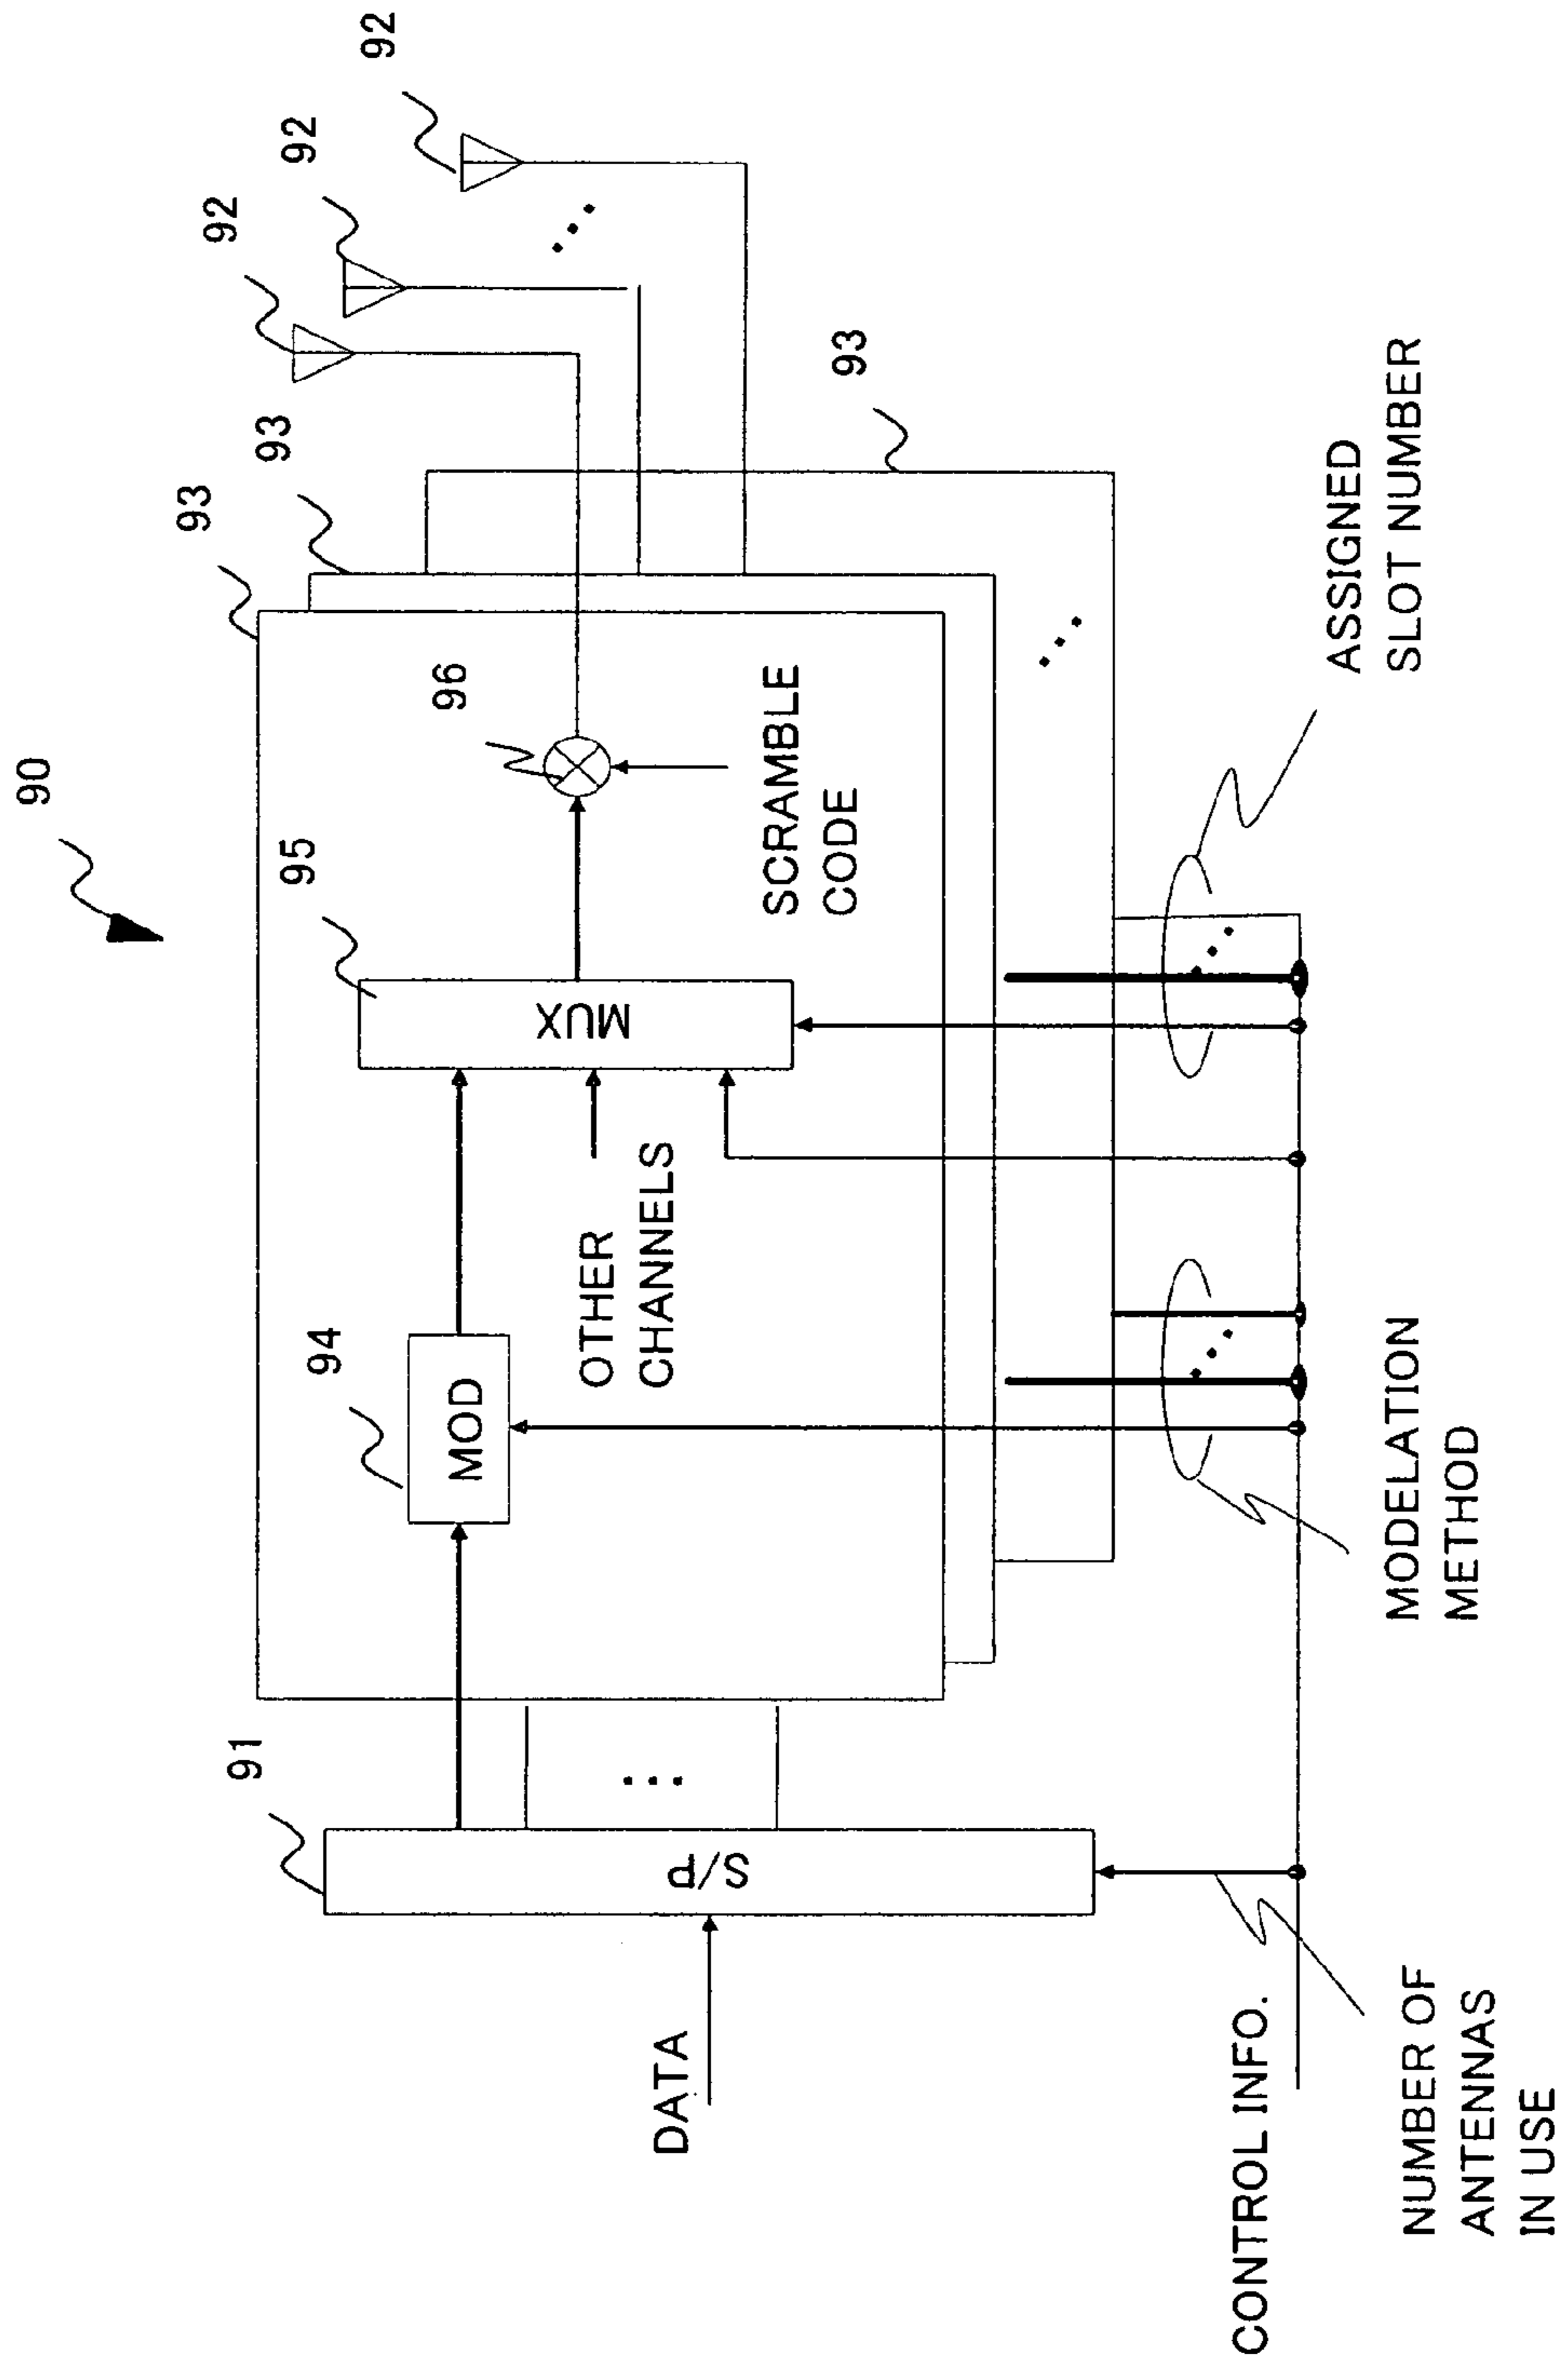 90
92
92
92
93
93
93
96
95
94
91
MOD
MUX
S/P
OTHER
CHANNELS
SCRAMBLE
CODE
DATA
CONTROL INFO.
NUMBER OF
ANTENNAS
IN USE
MODELATION
METHOD
ASSIGNED
SLOT NUMBER